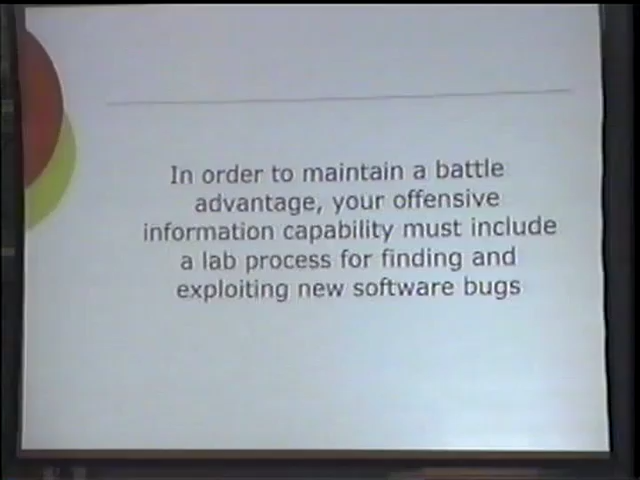 In order to maintain a battle
advantage, your offensive
information capability must include
a lab process for finding and
exploiting new software bugs